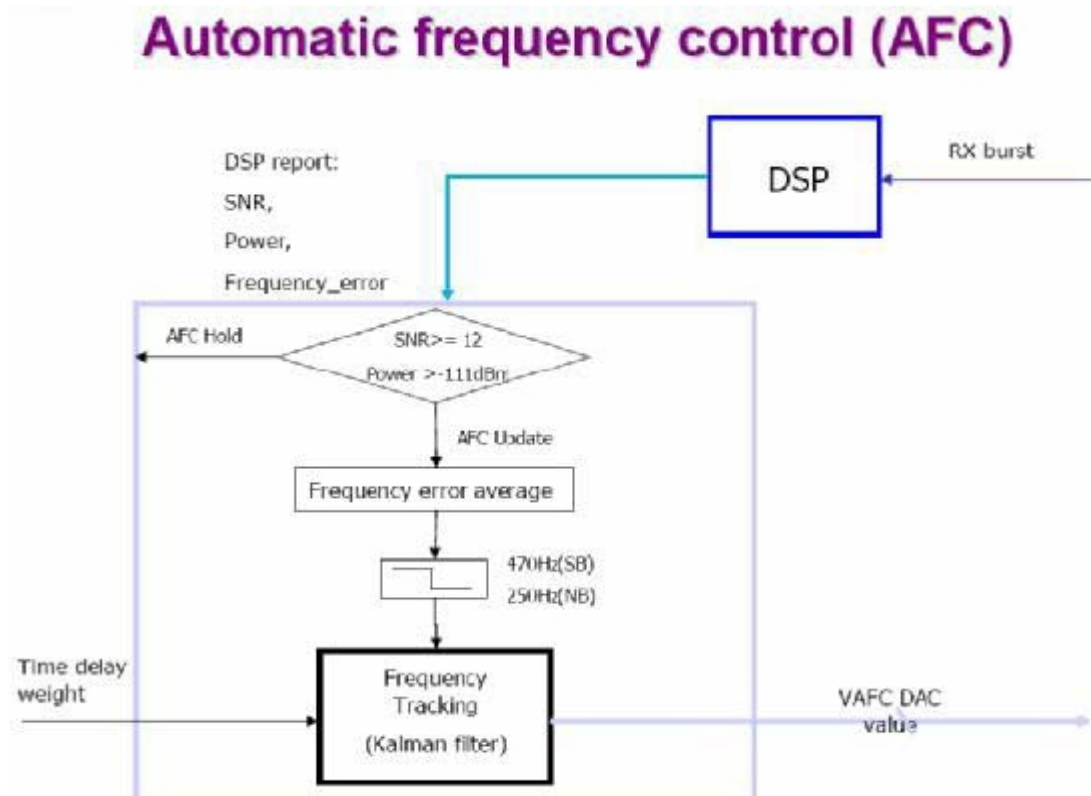 Automatic frequency control (AFC)
RX burst
DSP
DSP report:
SNR,
Power,
Frequency_error
AFC Hold
SNR>= 12
Power >-111dBm
AFC Update
Frequency error average
470Hz(SB)
250Hz(NB)
Time delay
weight
Frequency
Tracking
(Kalman filter)
VAFC DAC
value